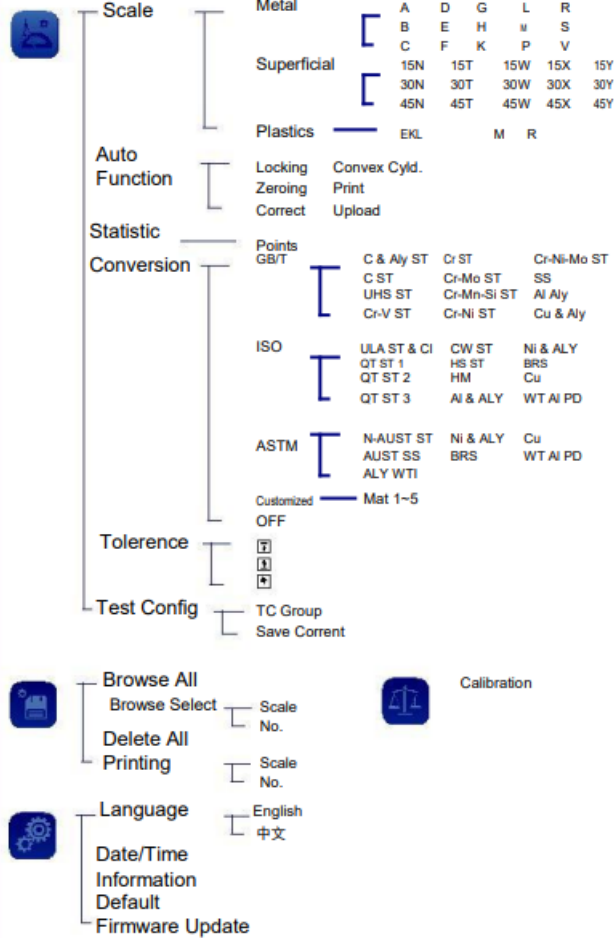 Scale
Metal
A D G L R
B E H M S
C F K P V
Superficial
15N 15T 15W 15X 15Y
30N 30T 30W 30X 30Y
45N 45T 45W 45X 45Y
Plastics
EKL M R
Auto
Function
Locking Convex Cyld.
Zeroing Print
Correct Upload
Statistic
Points
Conversion
GB/T
C & Aly ST Cr ST Cr-Ni-Mo ST
C ST Cr-Mo ST SS
UHS ST Cr-Mn-Si ST Al Aly
Cr-V ST Cr-Ni ST Cu & Aly
ISO
ULA ST & CI CW ST Ni & ALY
QT ST 1 HS ST BRS
QT ST 2 HM Cu
QT ST 3 Al & ALY WT Al PD
ASTM
N-AUST ST Ni & ALY Cu
AUST SS BRS WT Al PD
ALY WTI
Customized Mat 1~5
OFF
Tolerence
Test Config
TC Group
Save Corrent
Browse All
Browse Select
Scale
No.
Delete All
Printing
Scale
No.
Calibration
Language
English
中文
Date/Time
Information
Default
Firmware Update